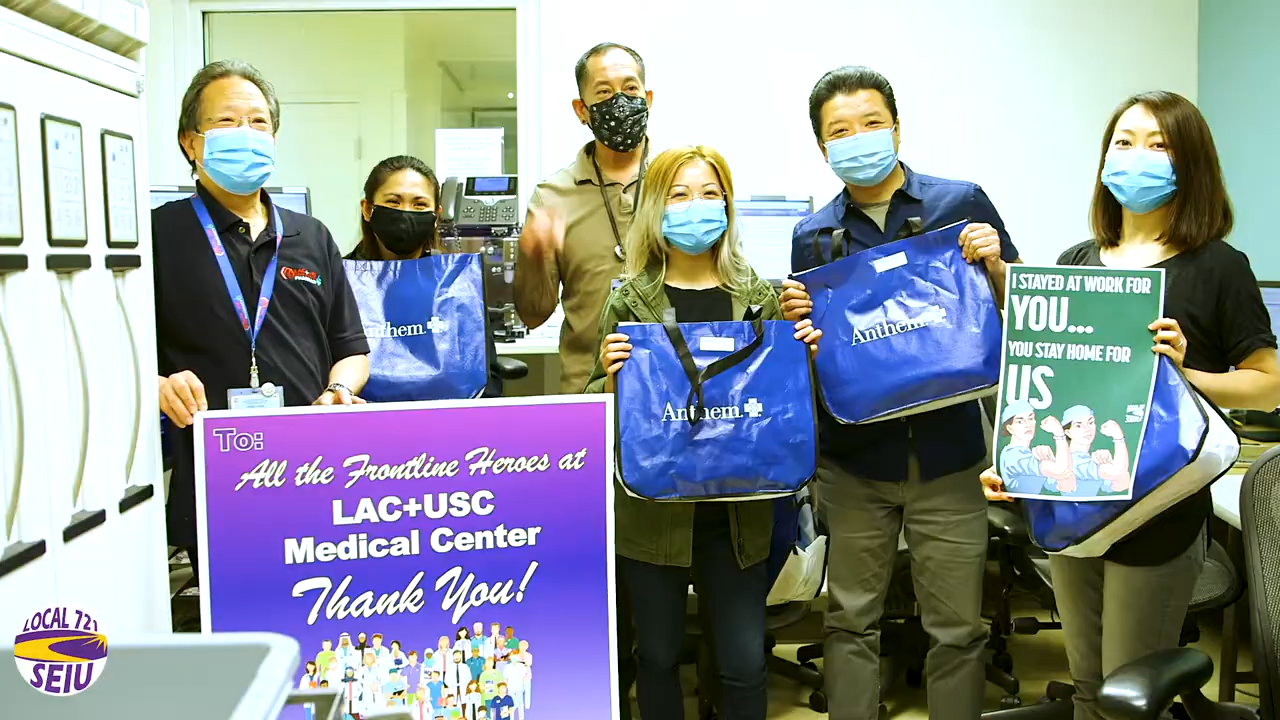 To:
All the Frontline Heroes at
LAC+USC
Medical Center
Thank You!
Anthem
Anthem
Anthem
I STAYED AT WORK FOR
YOU...
YOU STAY HOME FOR
US
LOCAL 721
SEIU